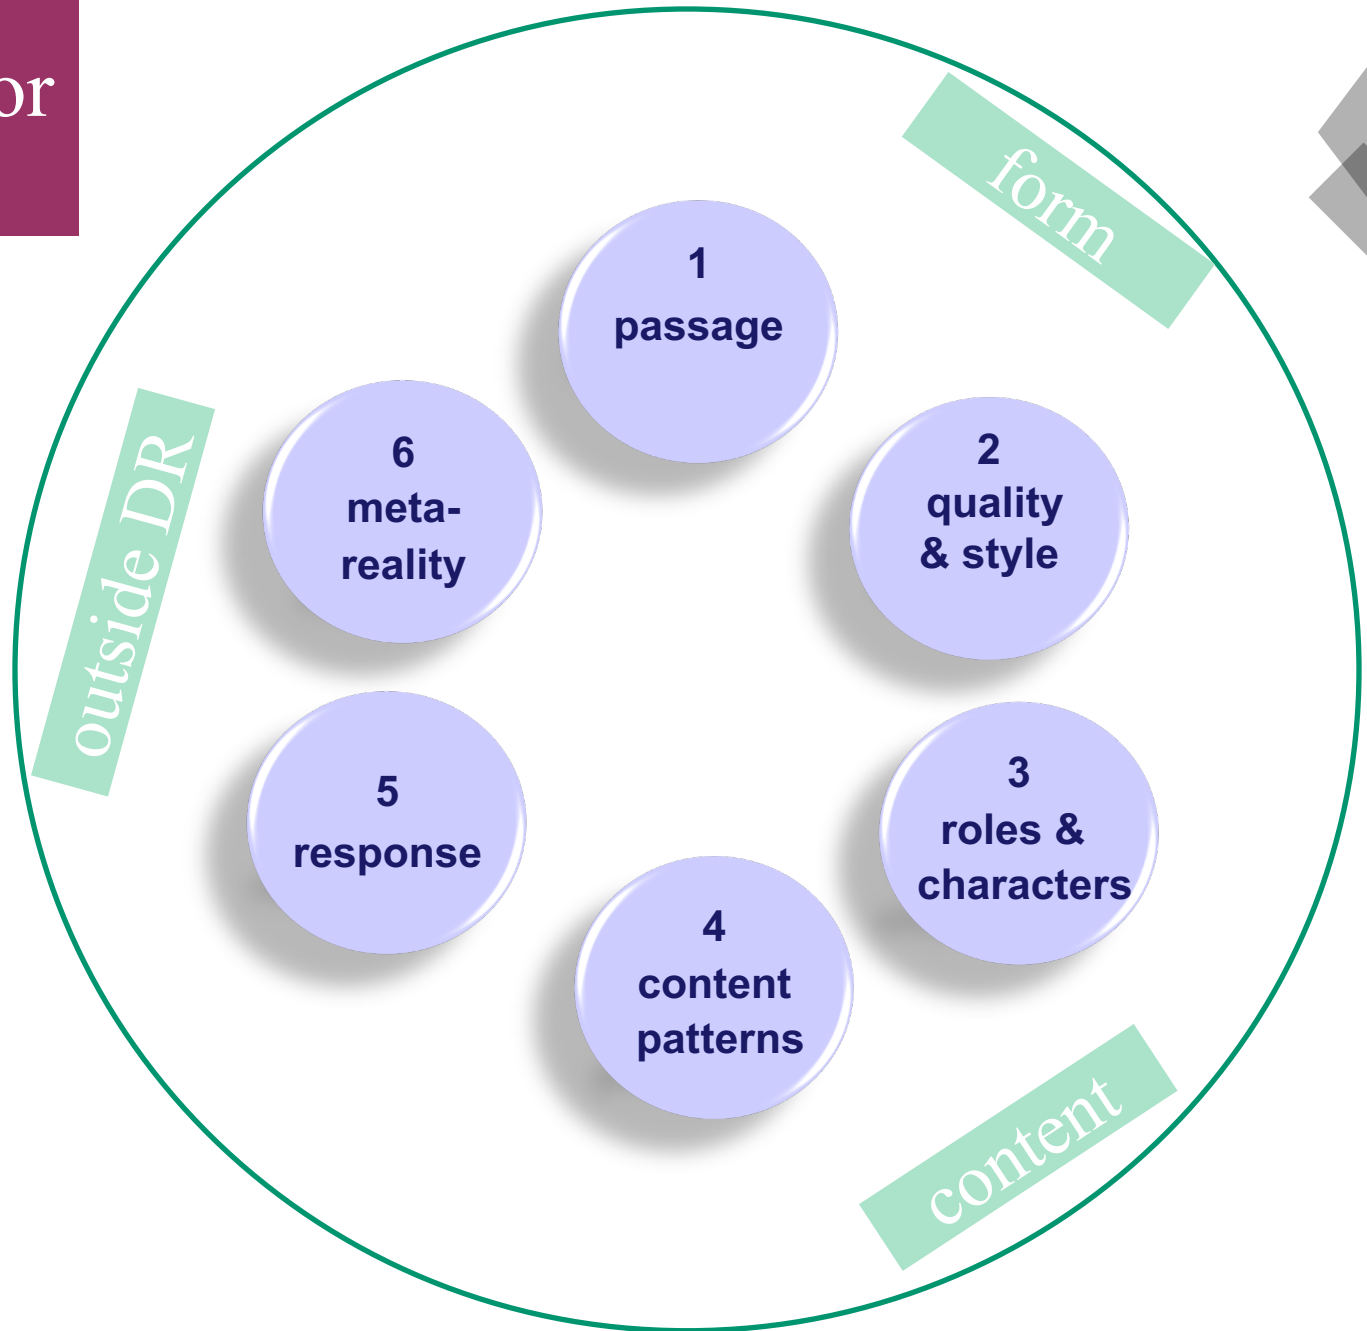 or
form
1
passage
2
quality
& style
3
roles &
characters
content
4
content
patterns
5
response
6
meta-
reality
outside DR